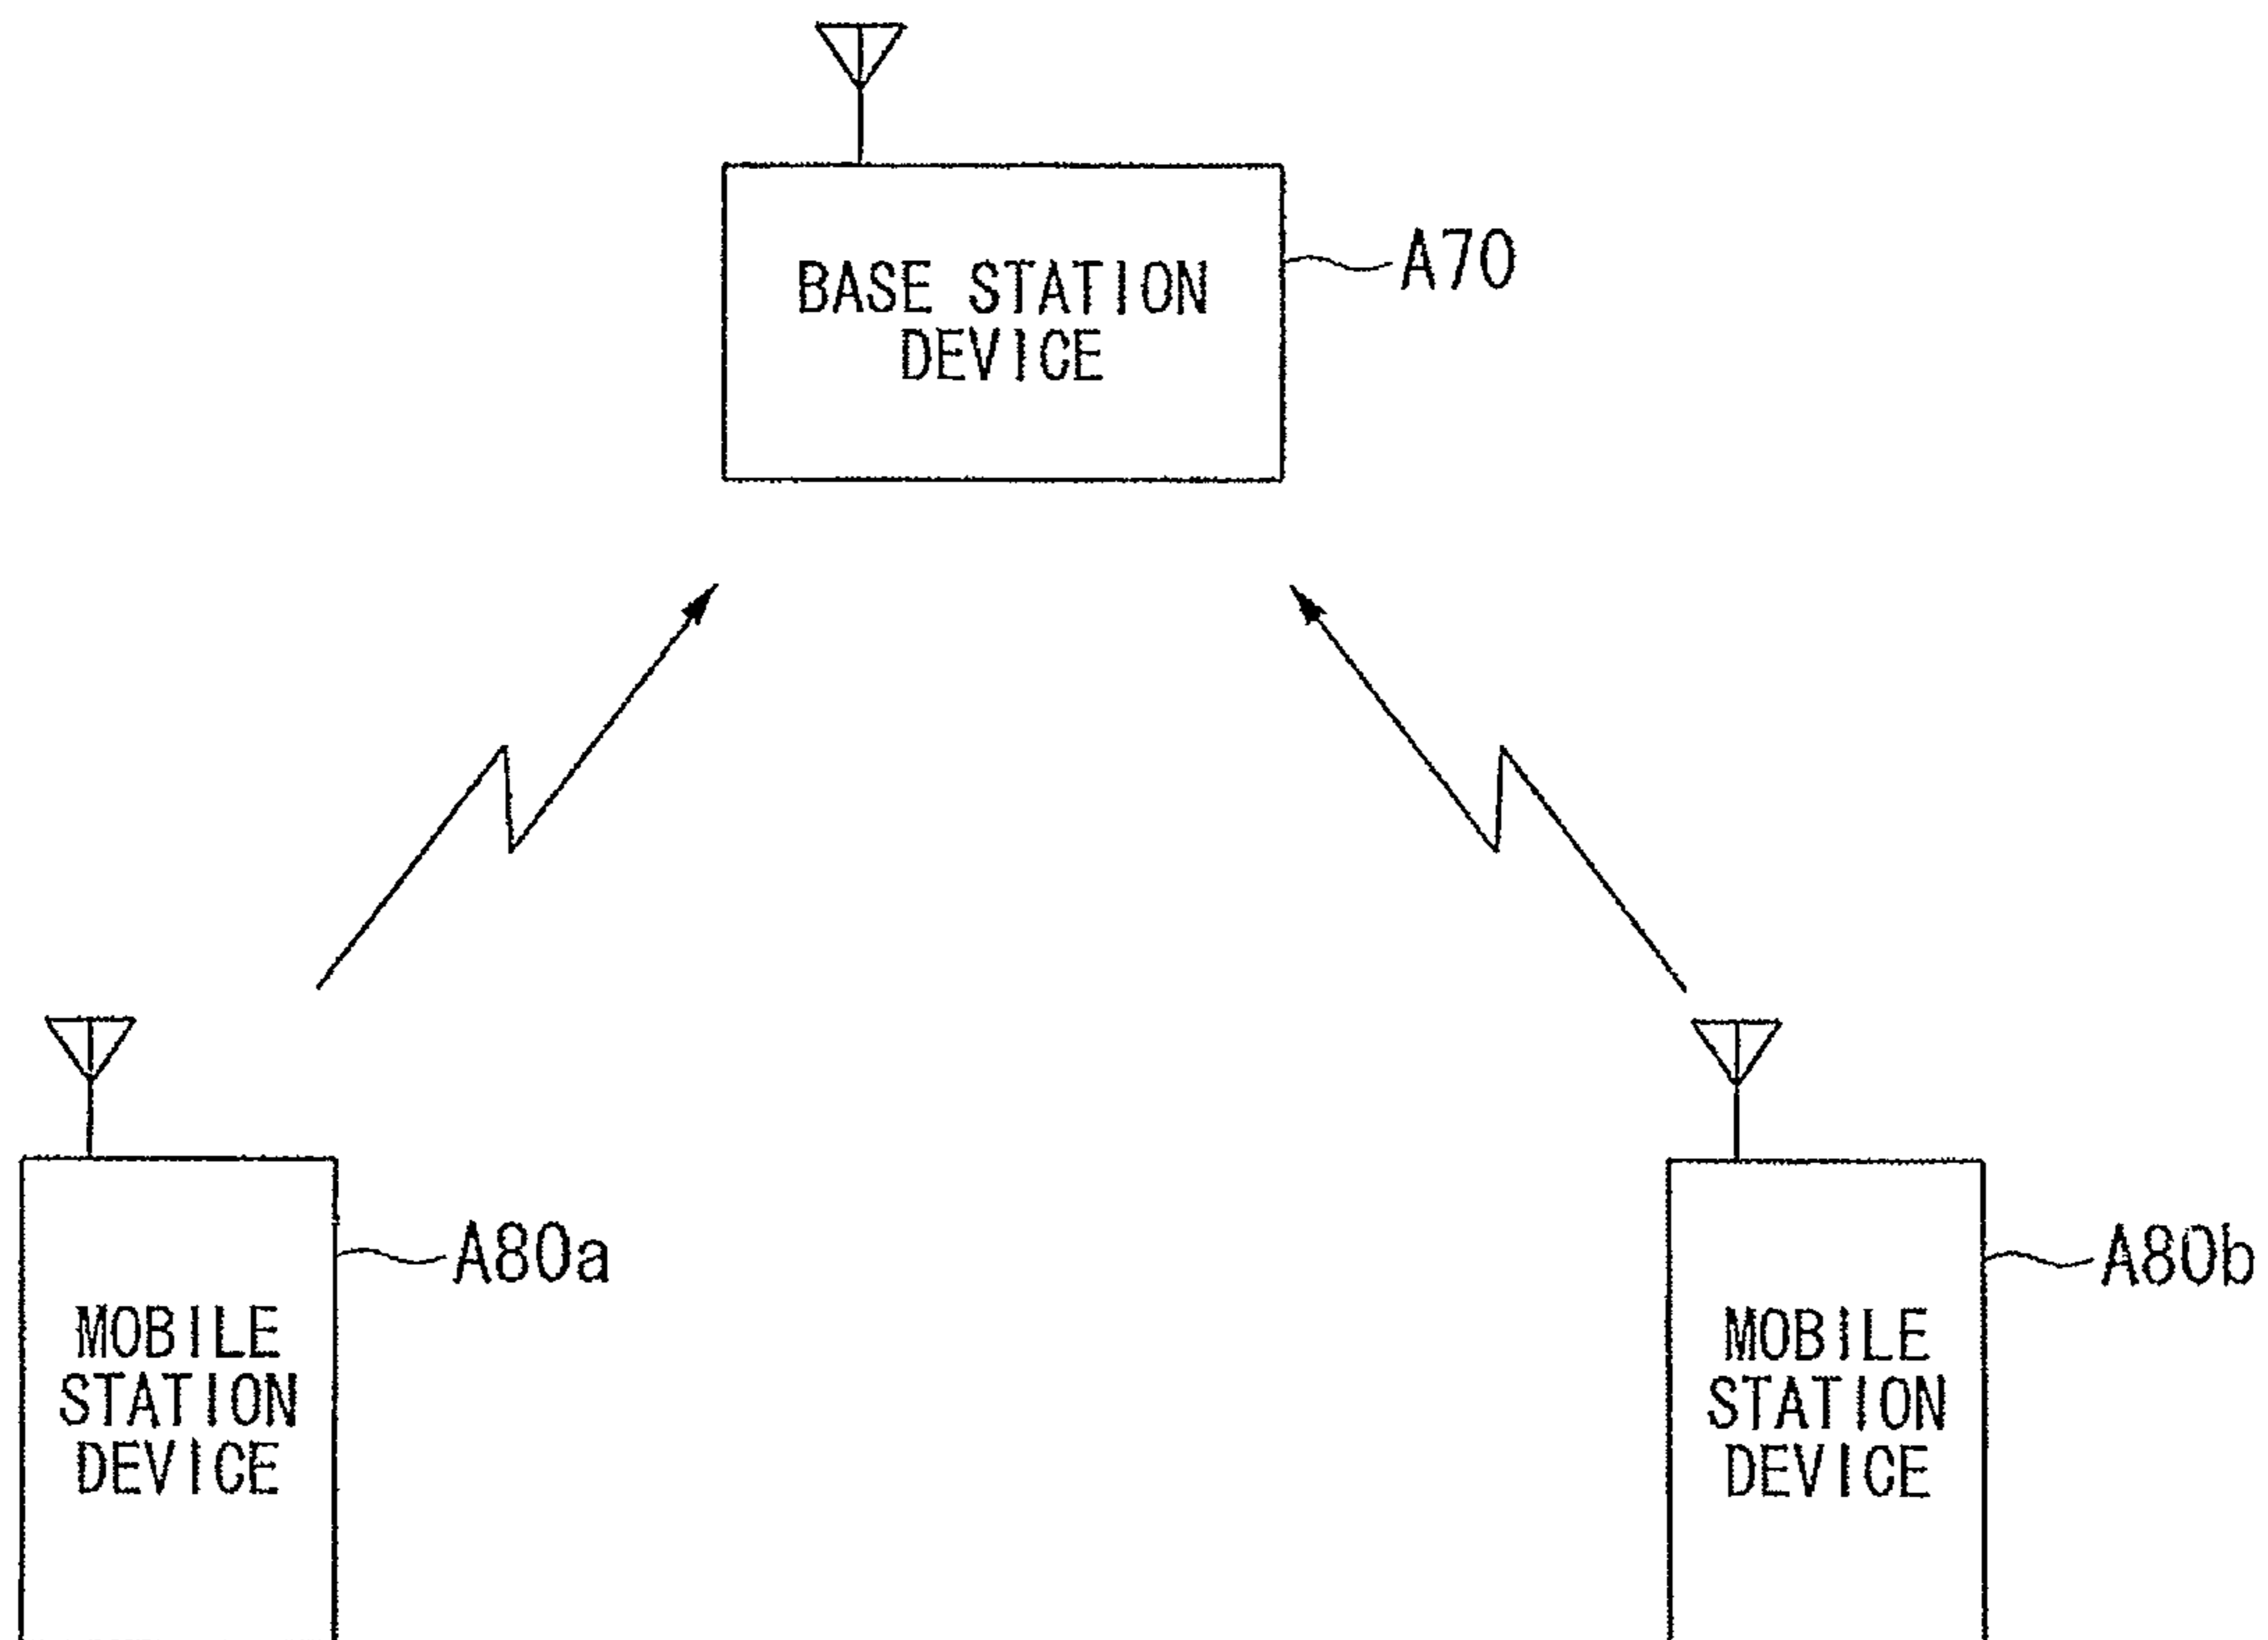 BASE STATION
DEVICE
A70
A80a
MOBILE
STATION
DEVICE
A80b
MOBILE
STATION
DEVICE